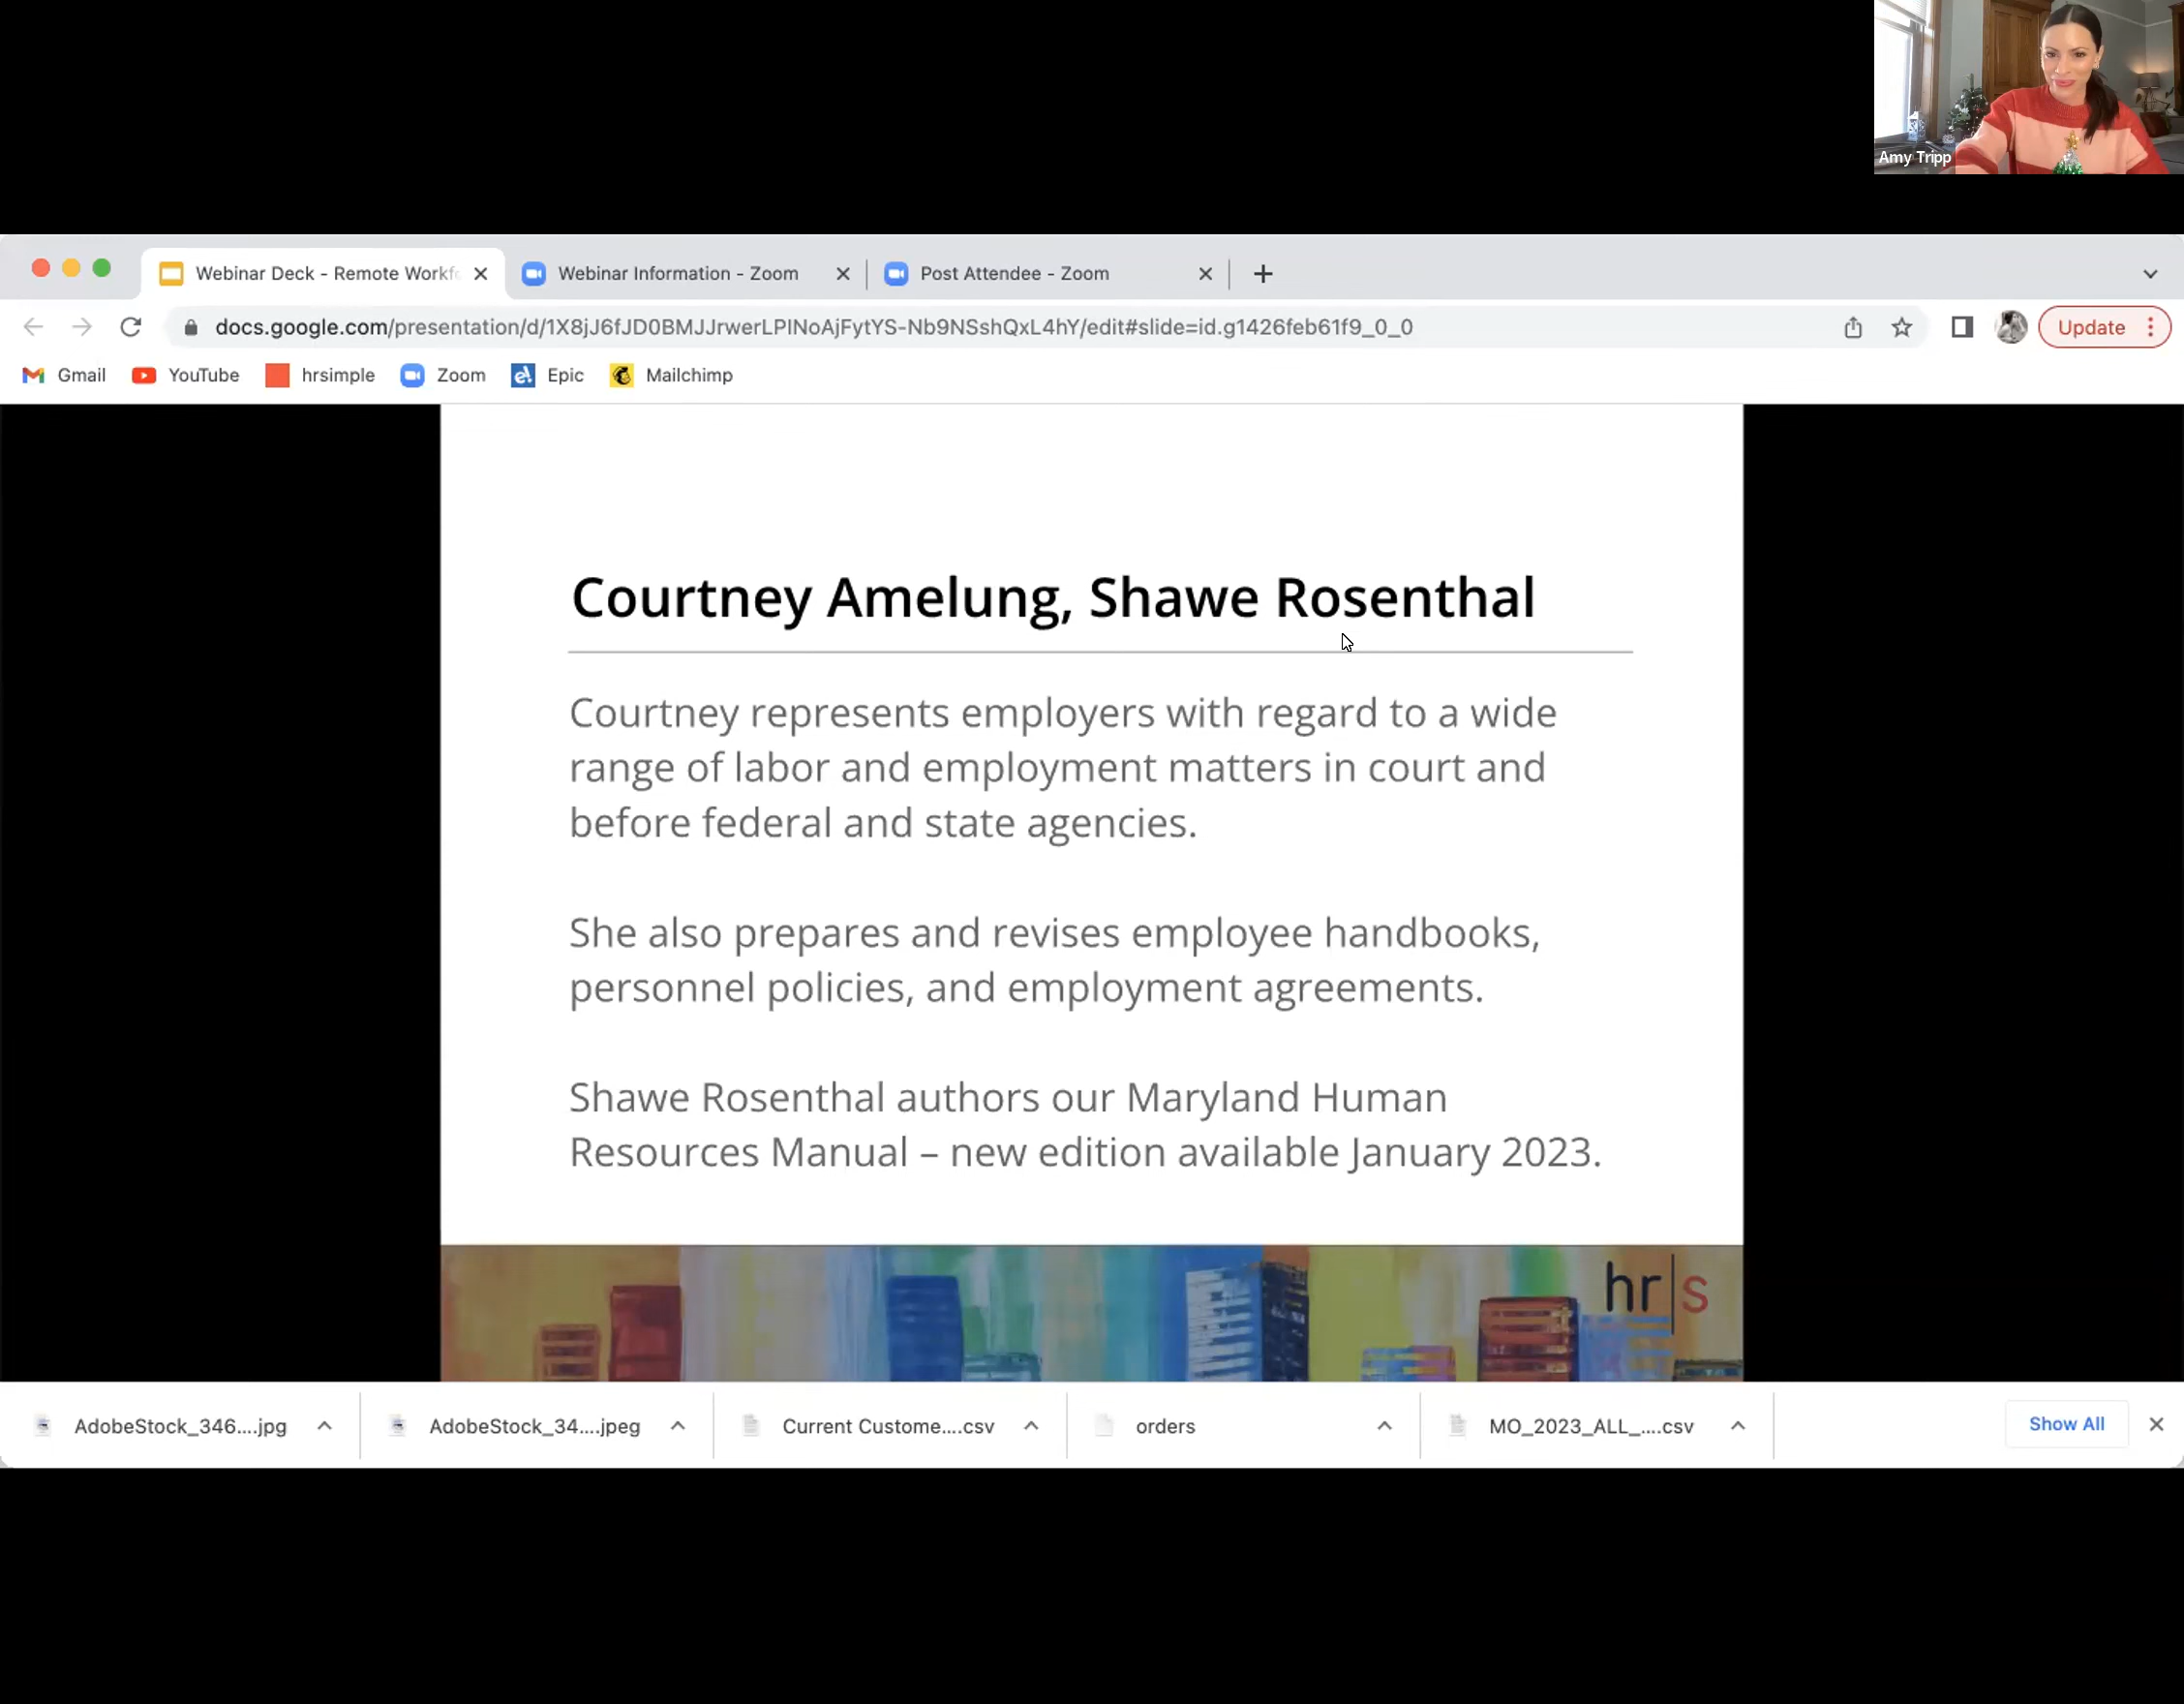 Amy Tripp
Webinar Deck - Remote Workfo
Webinar Information - Zoom
Post Attendee - Zoom
docs.google.com/presentation/d/1X8jJ6fJD0BMJJrwerLPlNoAjFytYS-Nb9NSshQxL4hY/edit#slide=id.g1426feb61f9_0_0
Update
Gmail
YouTube
hrsimple
Zoom
Epic
Mailchimp
Courtney Amelung, Shawe Rosenthal
Courtney represents employers with regard to a wide
range of labor and employment matters in court and
before federal and state agencies.
She also prepares and revises employee handbooks,
personnel policies, and employment agreements.
Shawe Rosenthal authors our Maryland Human
Resources Manual – new edition available January 2023.
hr|s
AdobeStock_346....jpg
AdobeStock_34....jpeg
Current Custome....csv
orders
MO_2023_ALL_....csv
Show All